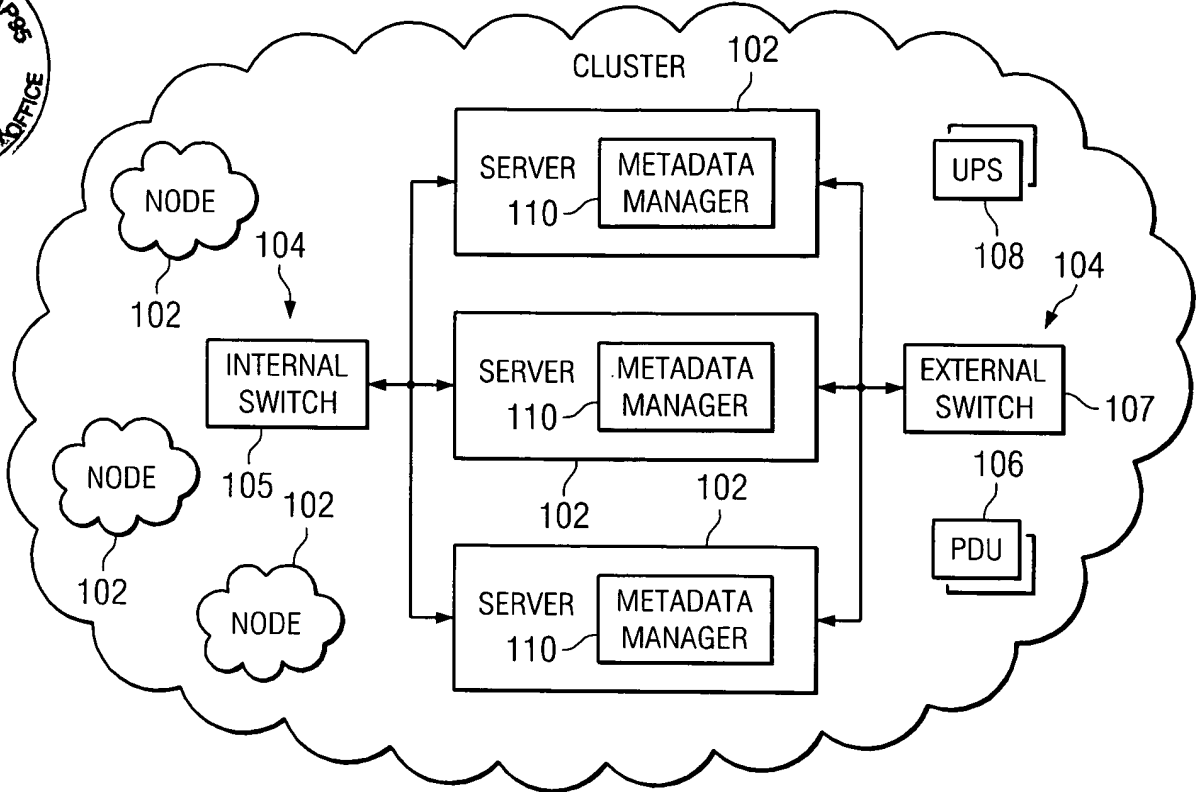 OFFICE
CLUSTER
102
SERVER
METADATA
MANAGER
110
NODE
102
104
INTERNAL
SWITCH
105
SERVER
METADATA
MANAGER
110
102
NODE
102
NODE
102
SERVER
METADATA
MANAGER
110
102
UPS
108
104
EXTERNAL
SWITCH
107
106
PDU